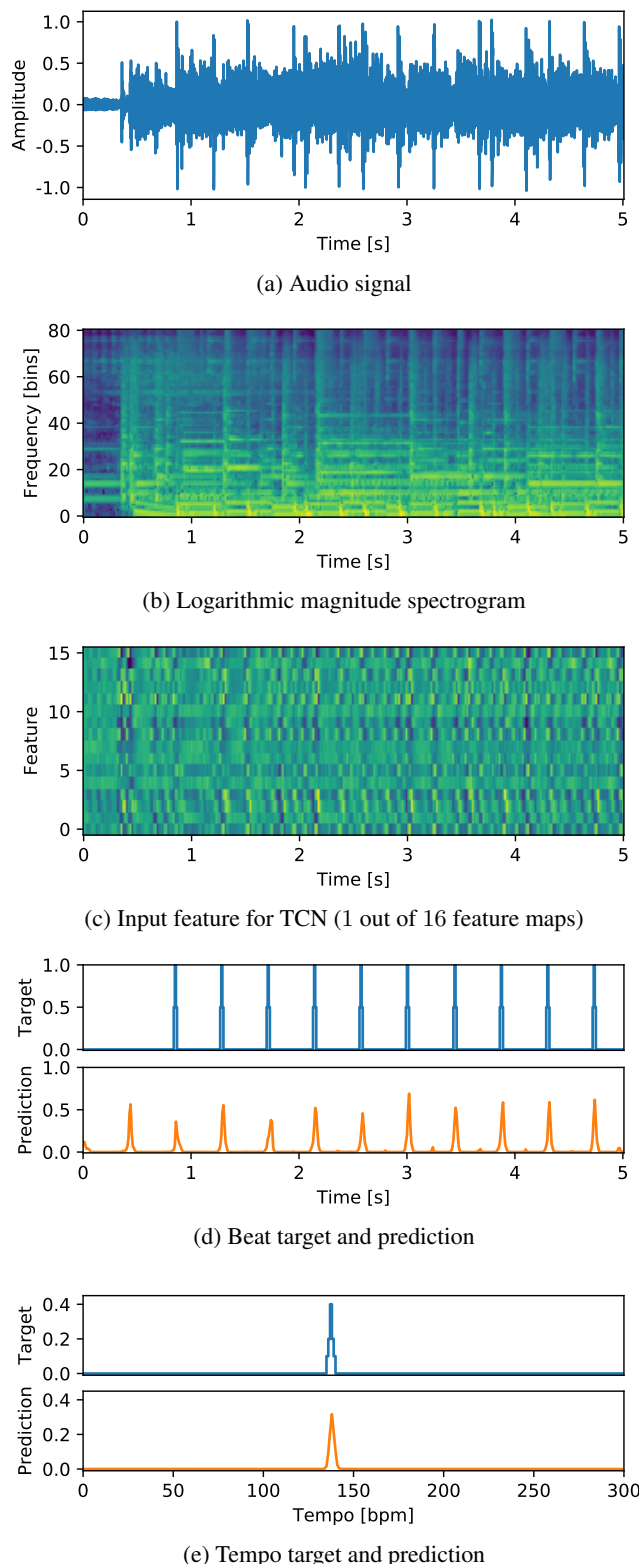 1.0
0.5
0.0
-0.5
-1.0
Amplitude
0 1 2 3 4 5
Time [s]
(a) Audio signal
80
60
40
20
0
Frequency [bins]
0 1 2 3 4 5
Time [s]
(b) Logarithmic magnitude spectrogram
15
10
5
0
Feature
0 1 2 3 4 5
Time [s]
(c) Input feature for TCN (1 out of 16 feature maps)
1.0
0.5
0.0
Target
1.0
0.5
0.0
Prediction
0 1 2 3 4 5
Time [s]
(d) Beat target and prediction
0.4
0.2
0.0
Target
0.4
0.2
0.0
Prediction
0 50 100 150 200 250 300
Tempo [bpm]
(e) Tempo target and prediction